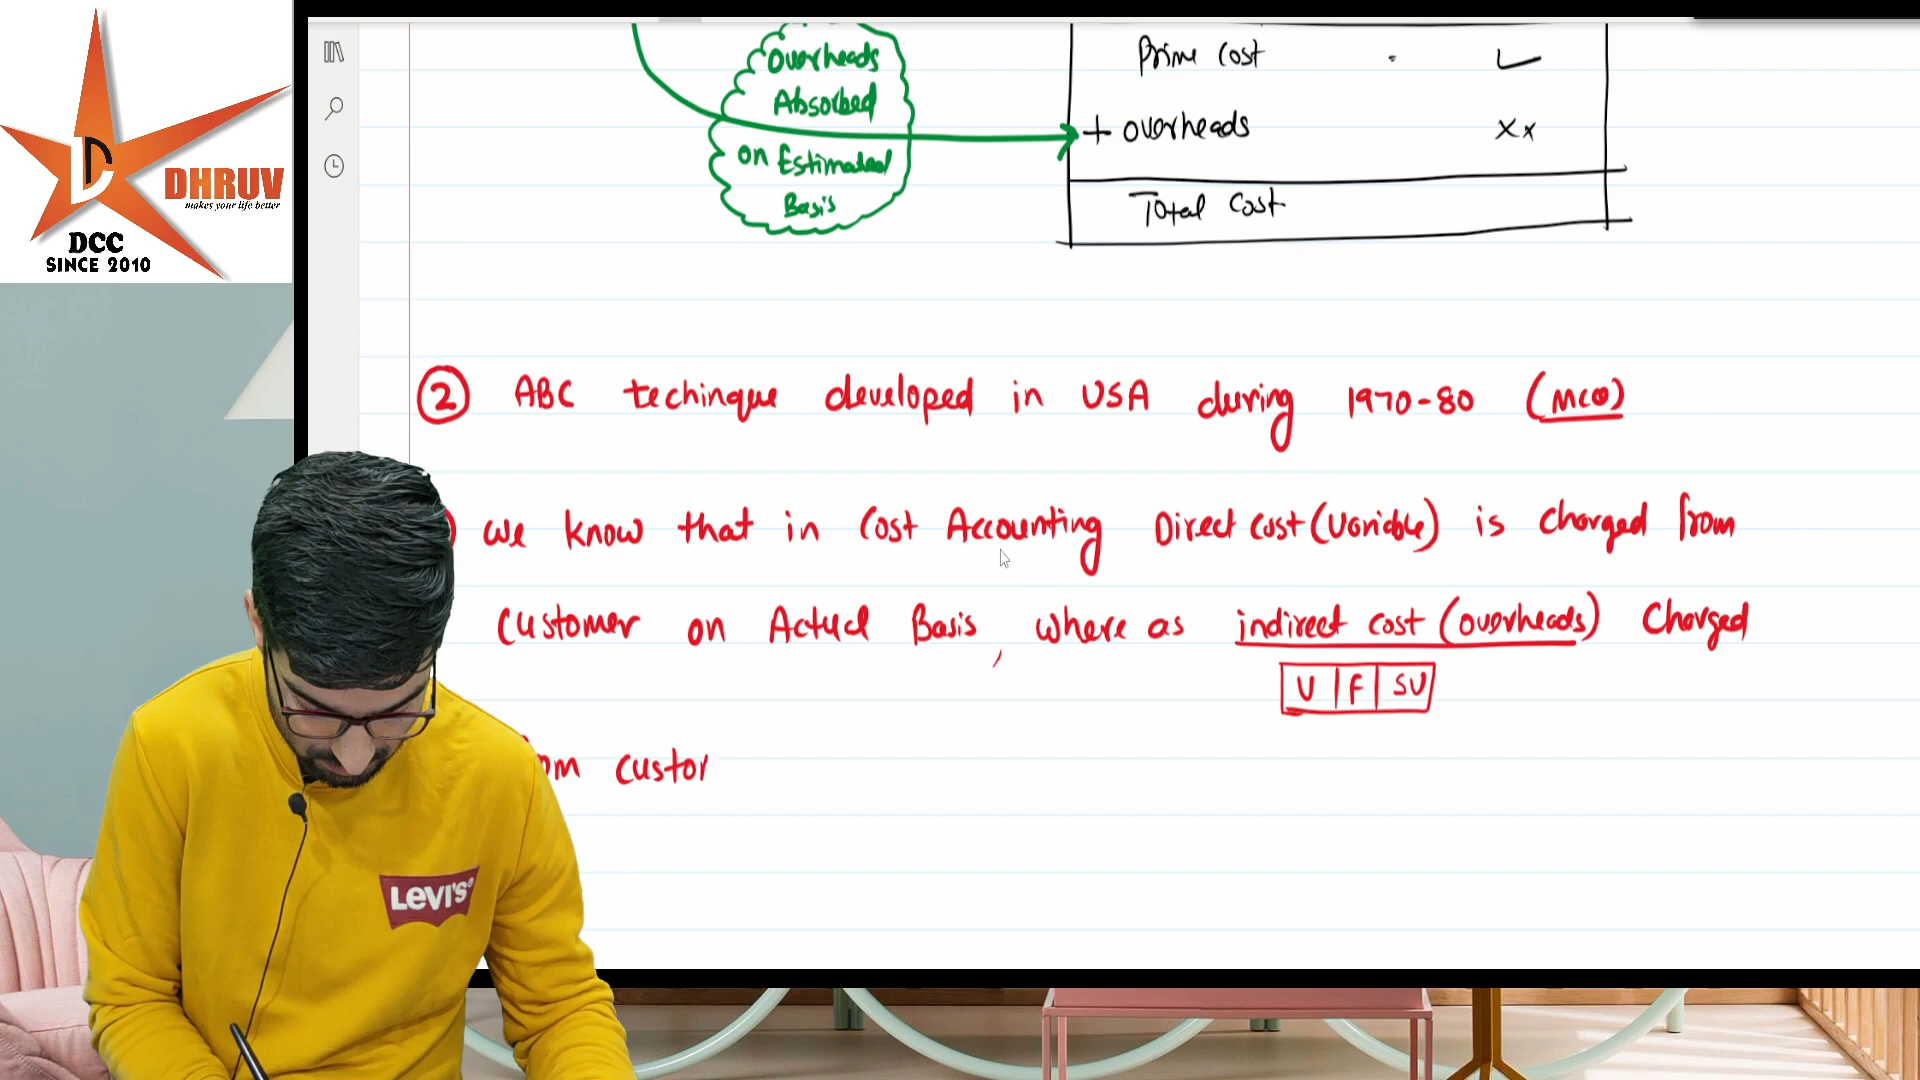 Prime Cost
Overheads
Absorbed
+ overheads xx
on Estimated
Basis
Total Cost
DHRUV
makes your life better
DCC
SINCE 2010
2 ABC techinque developed in USA during 1970-80 (MCQ)
we know that in Cost Accounting Direct cost (Variable) is charged from
customer on Actual Basis, where as indirect cost (overheads) charged
V | F | SV
om custor
LEVI'S